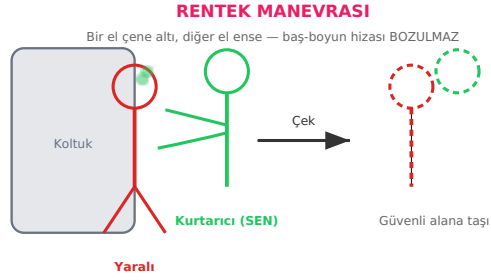 RENTEK MANEVRASI
Bir el çene altı, diğer el ense — baş-boyun hizası BOZULMAZ
Koltuk
Çek
Kurtarıcı (SEN)
Güvenli alana taşı
Yaralı